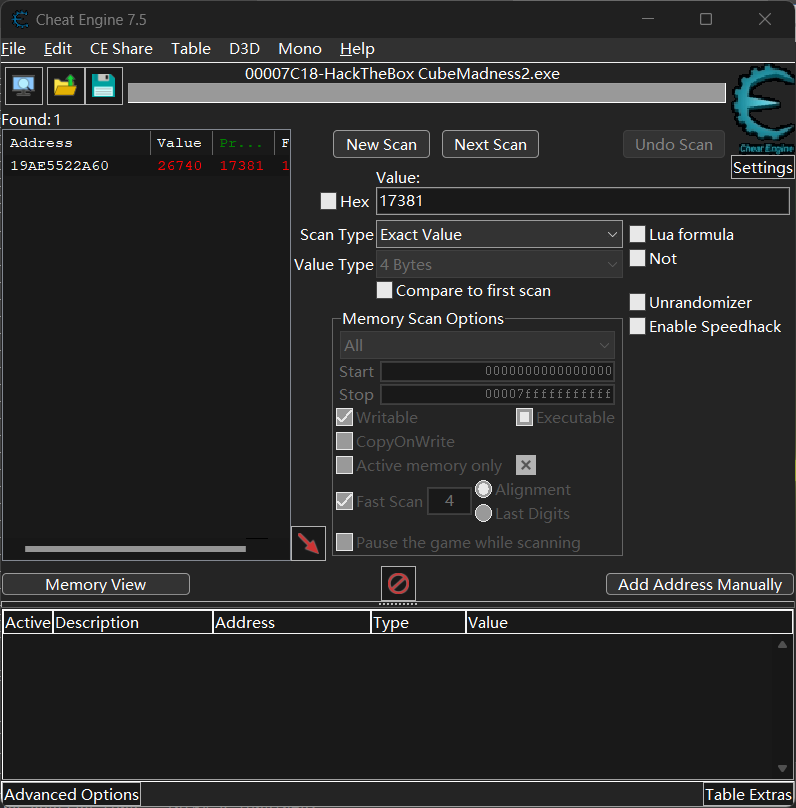 Cheat Engine 7.5
File Edit CE Share Table D3D Mono Help
00007C18-HackTheBox CubeMadness2.exe
Found: 1
Address Value Pr... F
19AE5522A60 26740 17381 1
New Scan Next Scan Undo Scan
Cheat Engine
Settings
Value:
Hex 17381
Scan Type Exact Value
Lua formula
Value Type 4 Bytes
Not
Compare to first scan
Memory Scan Options
Unrandomizer
All
Enable Speedhack
Start 0000000000000000
Stop 00007fffffffffff
Writable Executable
CopyOnWrite
Active memory only
Fast Scan 4 Alignment
Last Digits
Pause the game while scanning
Memory View Add Address Manually
Active Description Address Type Value
Advanced Options Table Extras